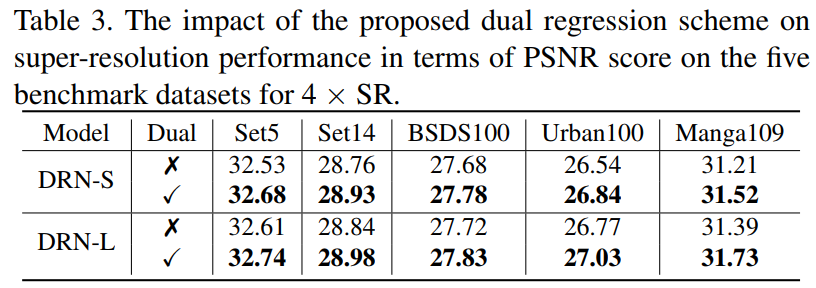 Table 3. The impact of the proposed dual regression scheme on
super-resolution performance in terms of PSNR score on the five
benchmark datasets for 4 × SR.
Model Dual Set5 Set14 BSDS100 Urban100 Manga109
DRN-S
✗ 32.53 28.76 27.68 26.54 31.21
✓ 32.68 28.93 27.78 26.84 31.52
DRN-L
✗ 32.61 28.84 27.72 26.77 31.39
✓ 32.74 28.98 27.83 27.03 31.73